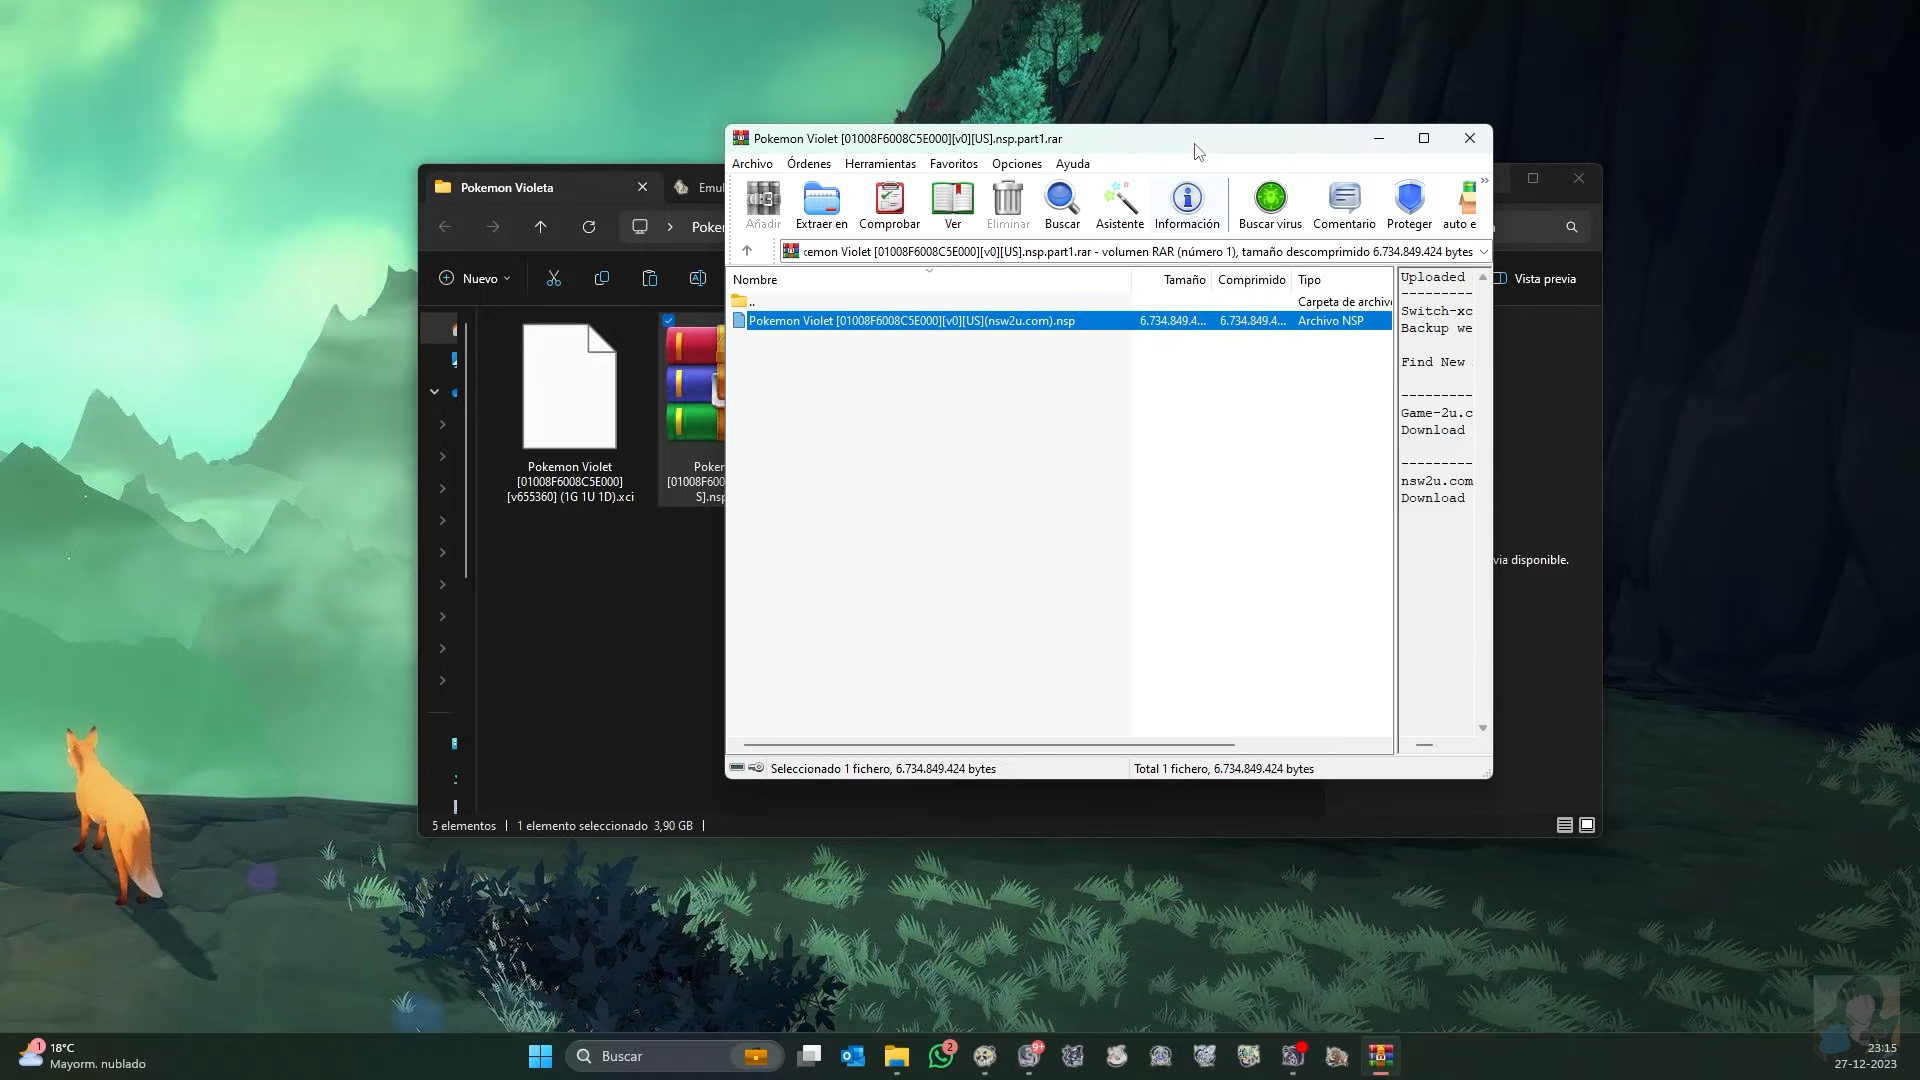 Pokemon Violet [01008F6008C5E000][v0][US].nsp.part1.rar
Archivo Órdenes Herramientas Favoritos Opciones Ayuda
Añadir Extraer en Comprobar Ver Eliminar Buscar Asistente Información Buscar virus Comentario Proteger auto e
kemon Violet [01008F6008C5E000][v0][US].nsp.part1.rar - volumen RAR (número 1), tamaño descomprimido 6.734.849.424 bytes
Nombre Tamaño Comprimido Tipo
.. Carpeta de archivo
Pokemon Violet [01008F6008C5E000][v0][US](nsw2u.com).nsp 6.734.849.4... 6.734.849.4... Archivo NSP
Uploaded
----------
Switch-xc
Backup we
Find New
----------
Game-2u.c
Download
----------
nsw2u.com
Download
Seleccionado 1 fichero, 6.734.849.424 bytes
Total 1 fichero, 6.734.849.424 bytes
Pokemon Violeta
Emul
Poker
Nuevo
Vista previa
Pokemon Violet
[01008F6008C5E000]
[v655360] (1G 1U 1D).xci
Poker
[01008F600
S].nsp
via disponible.
5 elementos
1 elemento seleccionado 3,90 GB
1
18°C
Mayorm. nublado
Buscar
2
9+
23:15
27-12-2023